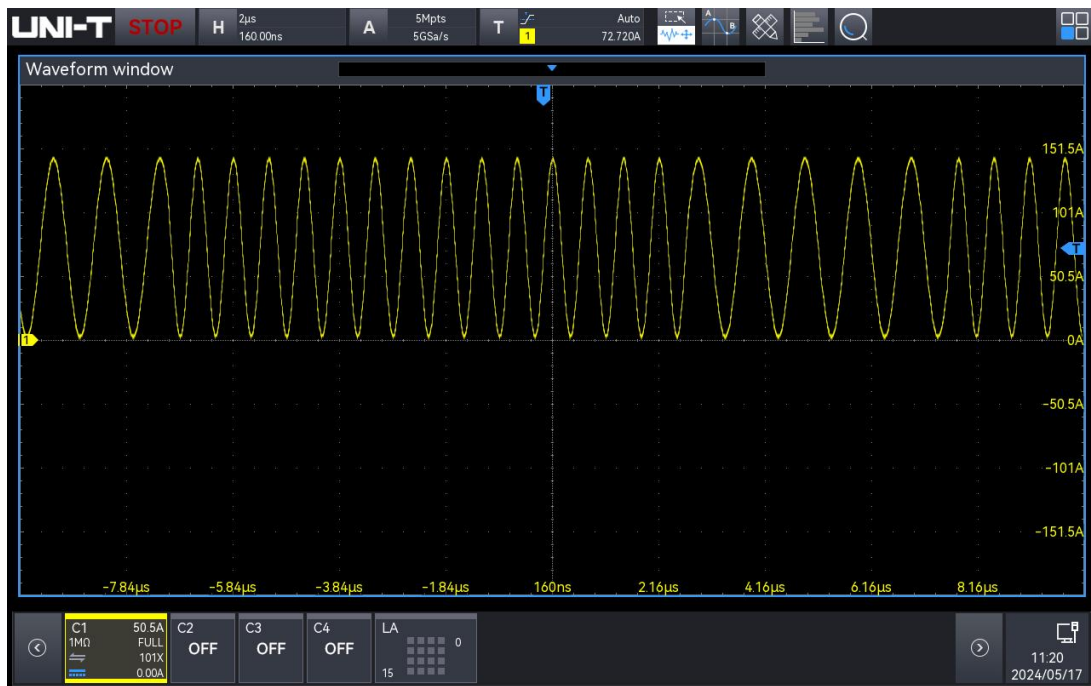 UNI-T STOP H 2µs 160.00ns A 5Mpts 5GSa/s T 1 Auto 72.720A A B
Waveform window
T
151.5A
101A
T
50.5A
1 0A
-50.5A
-101A
-151.5A
-7.84µs -5.84µs -3.84µs -1.84µs 160ns 2.16µs 4.16µs 6.16µs 8.16µs
C1 50.5A C2 C3 C4 LA
1MΩ FULL OFF OFF OFF 0
101X
0.00A 15
11:20
2024/05/17